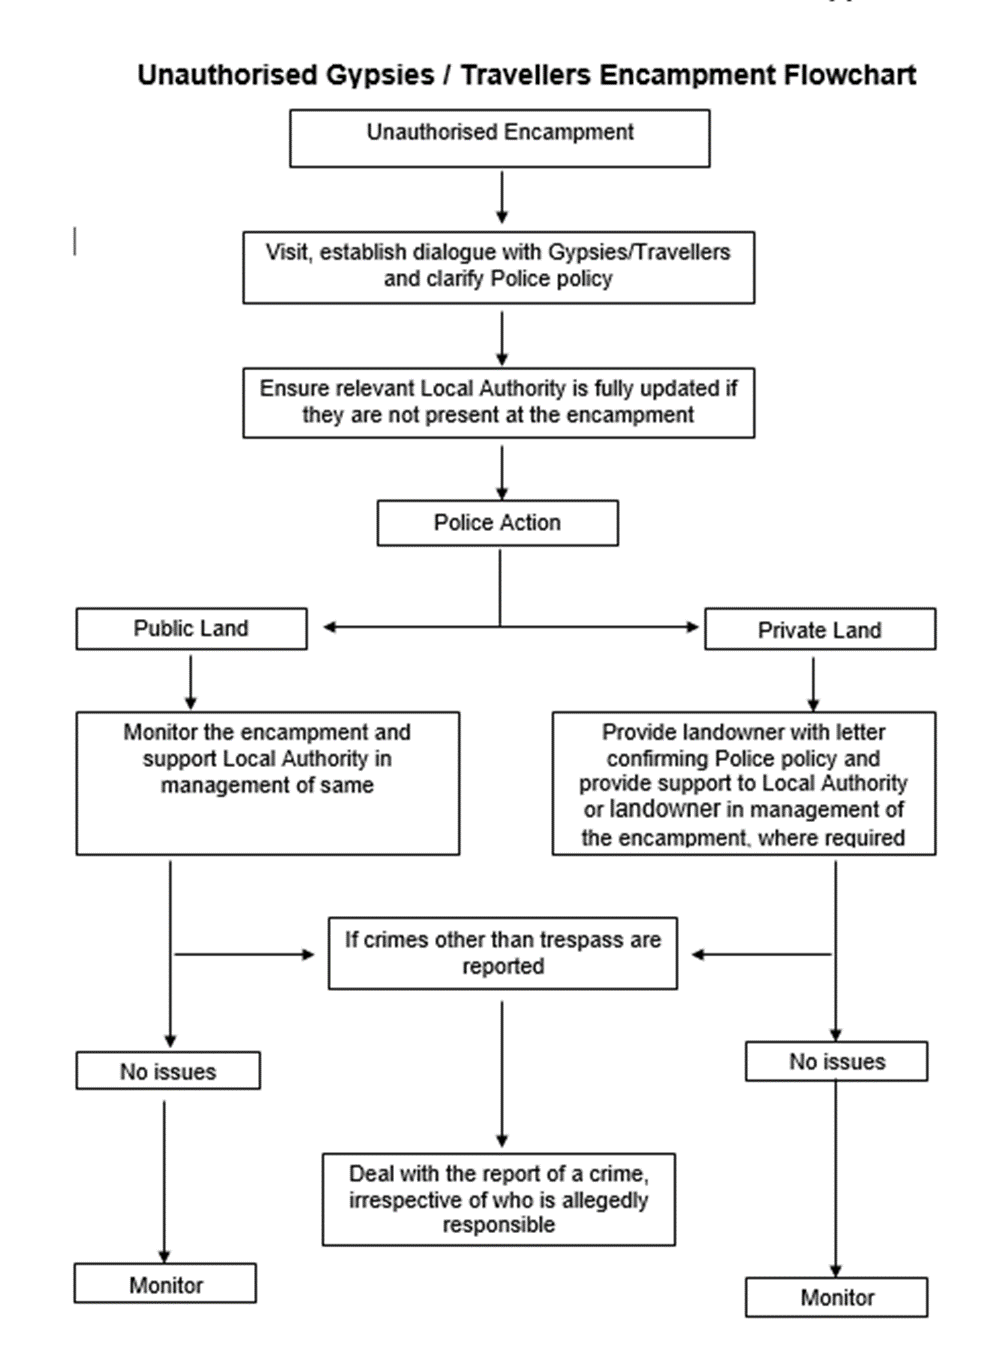 Unauthorised Gypsies / Travellers Encampment Flowchart
Unauthorised Encampment
Visit, establish dialogue with Gypsies/Travellers
and clarify Police policy
Ensure relevant Local Authority is fully updated if
they are not present at the encampment
Police Action
Public Land
Private Land
Monitor the encampment and
support Local Authority in
management of same
Provide landowner with letter
confirming Police policy and
provide support to Local Authority
or landowner in management of
the encampment, where required
If crimes other than trespass are
reported
No issues
No issues
Deal with the report of a crime,
irrespective of who is allegedly
responsible
Monitor
Monitor